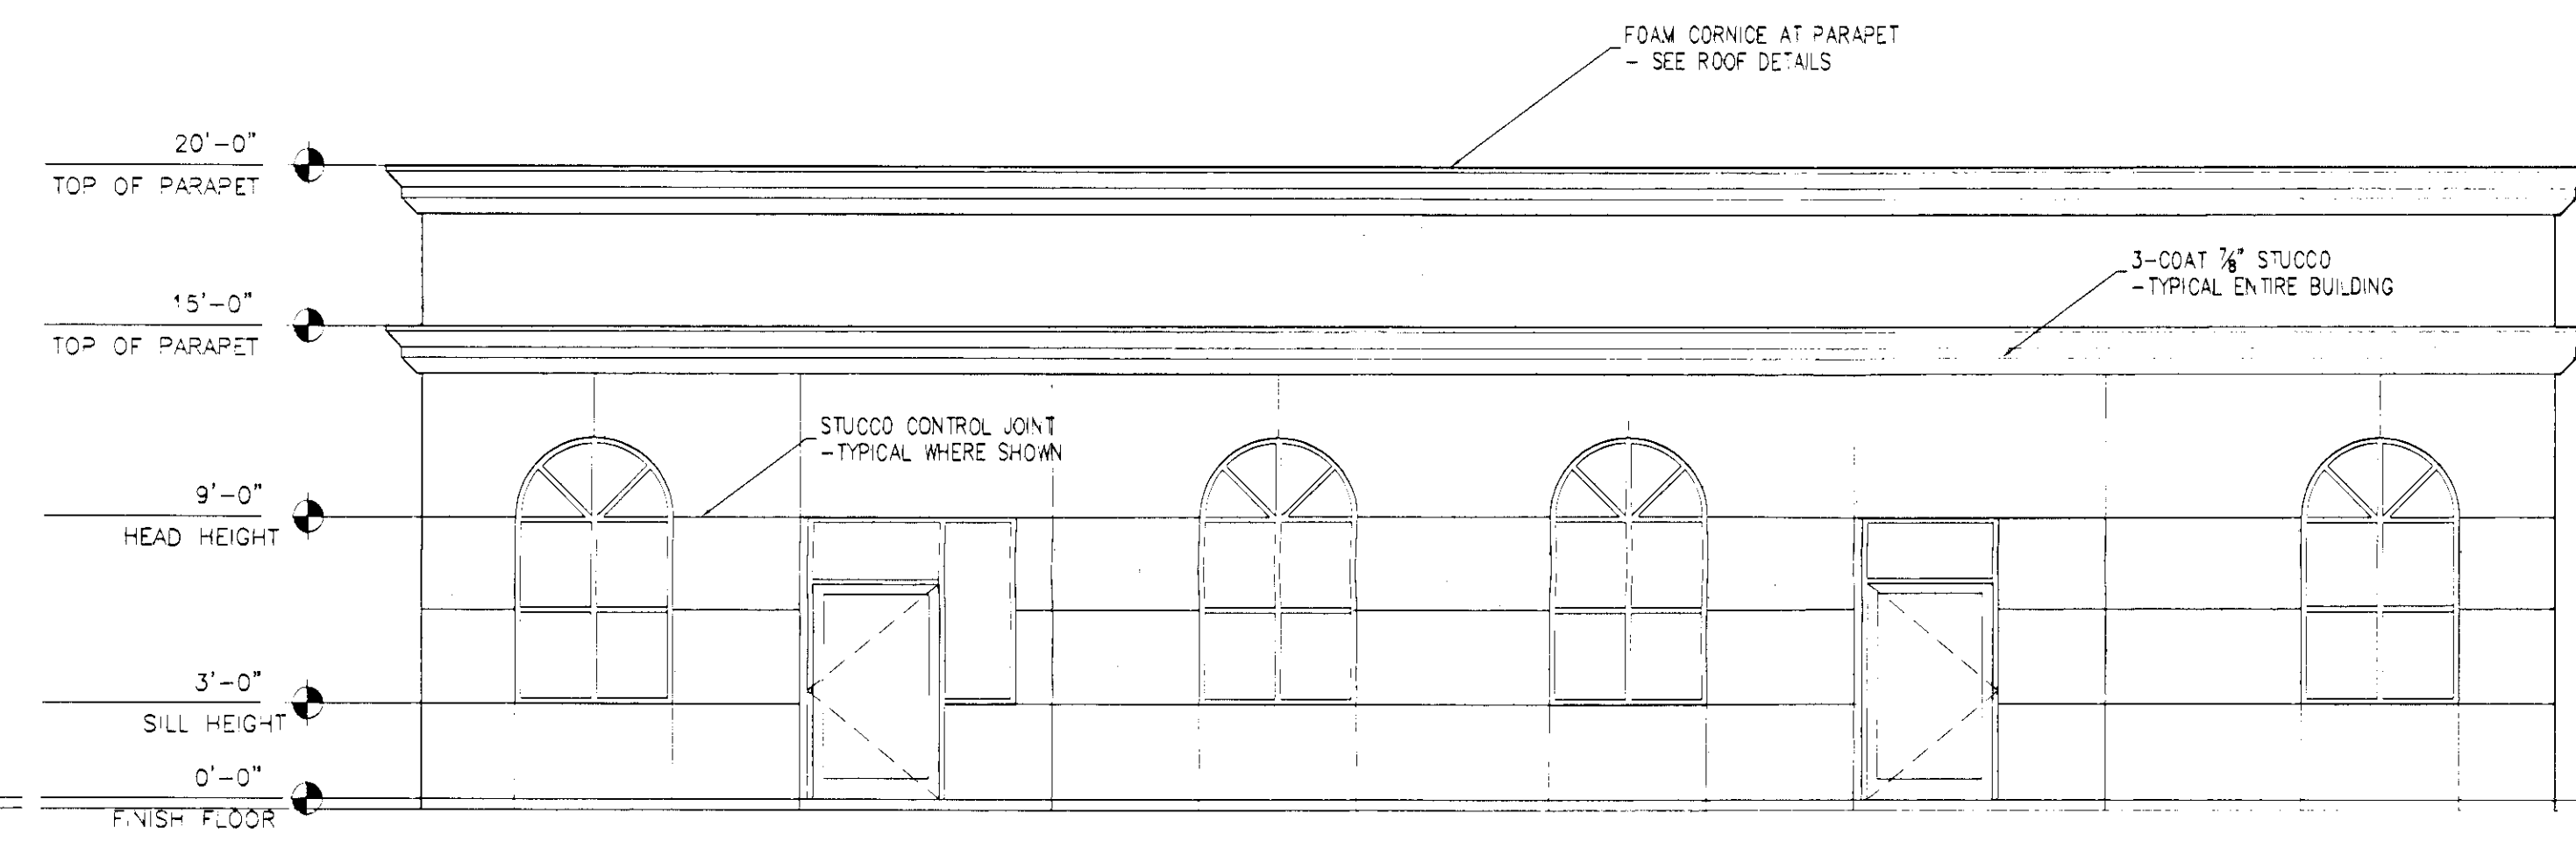 FOAM CORNICE AT PARAPET
- SEE ROOF DETAILS
20'-0"
TOP OF PARAPET
3-COAT 7/8" STUCCO
-TYPICAL ENTIRE BUILDING
15'-0"
TOP OF PARAPET
STUCCO CONTROL JOINT
-TYPICAL WHERE SHOWN
9'-0"
HEAD HEIGHT
3'-0"
SILL HEIGHT
0'-0"
FINISH FLOOR